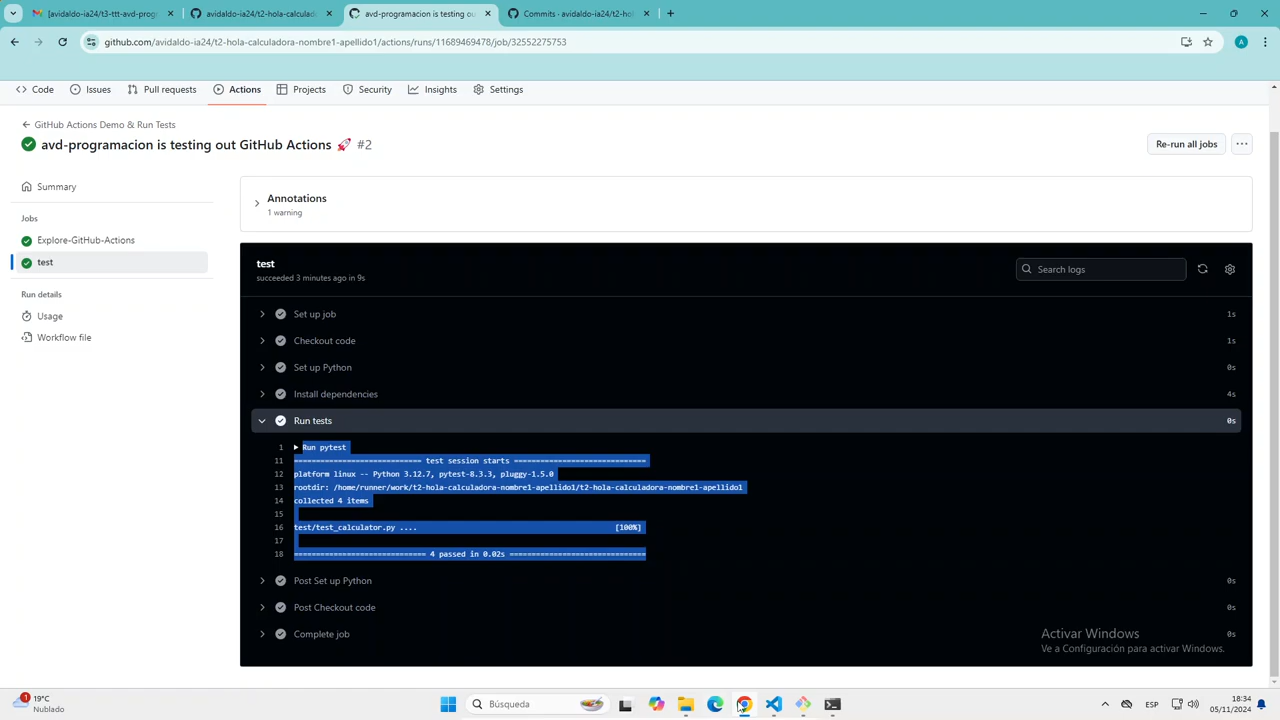 [avidaldo-ia24/t3-ttt-avd-prog
avidaldo-ia24/t2-hola-calculad
avd-programacion is testing ou
Commits · avidaldo-ia24/t2-hol
github.com/avidaldo-ia24/t2-hola-calculadora-nombre1-apellido1/actions/runs/11689469478/job/32552275753
A
Code Issues Pull requests Actions Projects Security Insights Settings
GitHub Actions Demo & Run Tests
avd-programacion is testing out GitHub Actions 🚀 #2
Re-run all jobs
Summary
Jobs
Explore-GitHub-Actions
test
Run details
Usage
Workflow file
Annotations
1 warning
test
succeeded 3 minutes ago in 9s
Search logs
Set up job 1s
Checkout code 1s
Set up Python 0s
Install dependencies 4s
Run tests 0s
1 ▶ Run pytest
11 ============================= test session starts ==============================
12 platform linux -- Python 3.12.7, pytest-8.3.3, pluggy-1.5.0
13 rootdir: /home/runner/work/t2-hola-calculadora-nombre1-apellido1/t2-hola-calculadora-nombre1-apellido1
14 collected 4 items
15
16 test/test_calculator.py .... [100%]
17
18 ============================== 4 passed in 0.02s ===============================
Post Set up Python 0s
Post Checkout code 0s
Complete job 0s
Activar Windows
Ve a Configuración para activar Windows.
1
19°C
Nublado
Búsqueda
ESP
18:34
05/11/2024